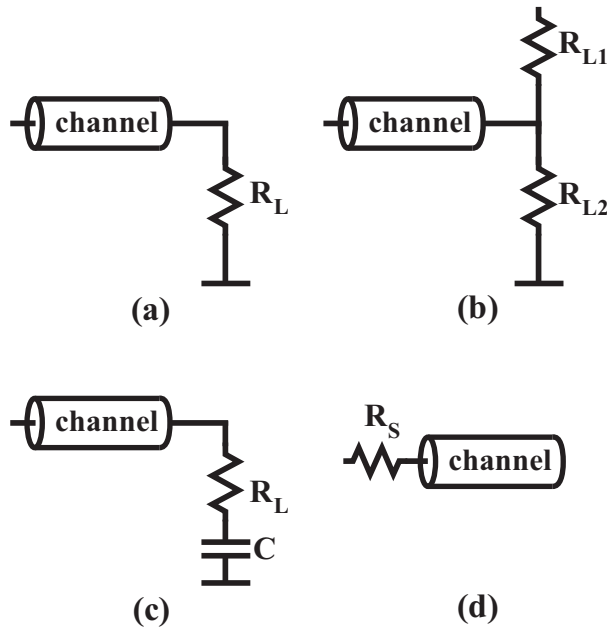 channel
R_L
(a)
R_L1
channel
R_L2
(b)
channel
R_L
C
(c)
R_S
channel
(d)